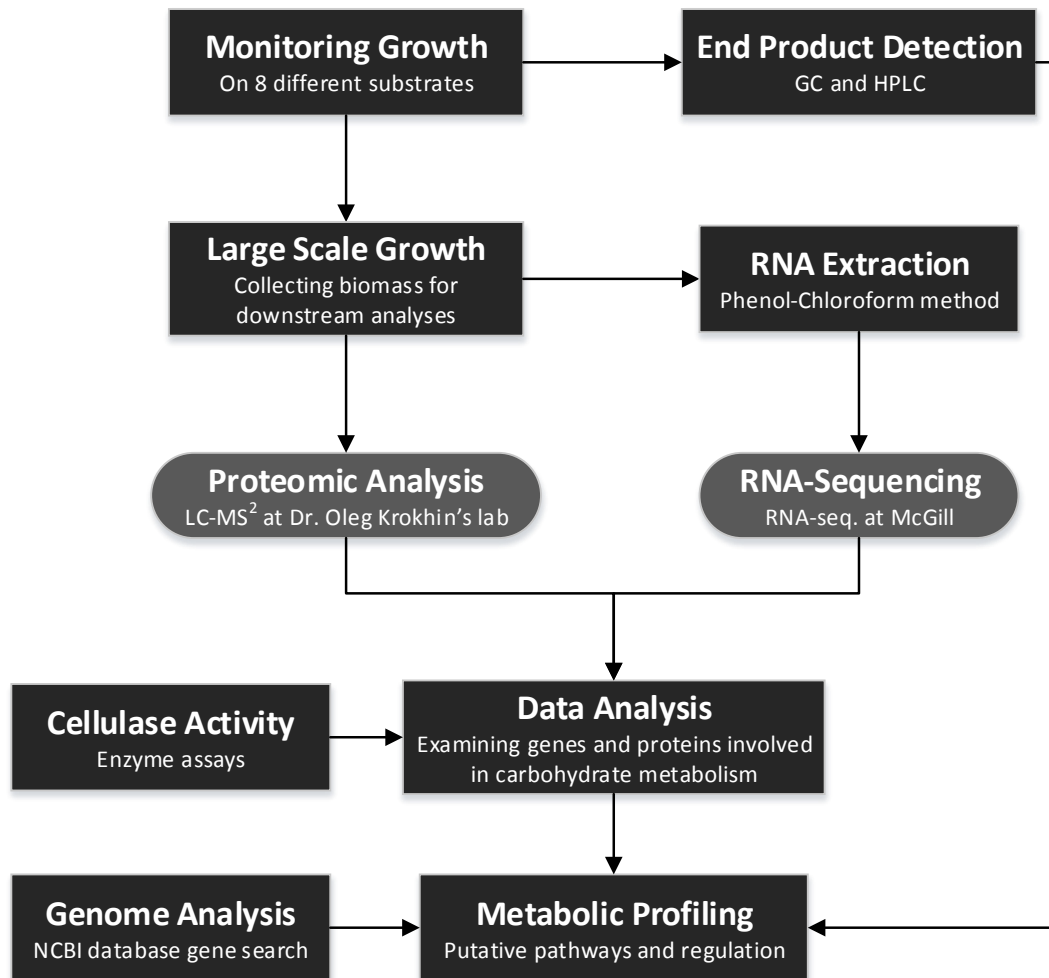 Monitoring Growth
On 8 different substrates
End Product Detection
GC and HPLC
Large Scale Growth
Collecting biomass for
downstream analyses
RNA Extraction
Phenol-Chloroform method
Proteomic Analysis
LC-MS² at Dr. Oleg Krokhin’s lab
RNA-Sequencing
RNA-seq. at McGill
Cellulase Activity
Enzyme assays
Data Analysis
Examining genes and proteins involved
in carbohydrate metabolism
Genome Analysis
NCBI database gene search
Metabolic Profiling
Putative pathways and regulation